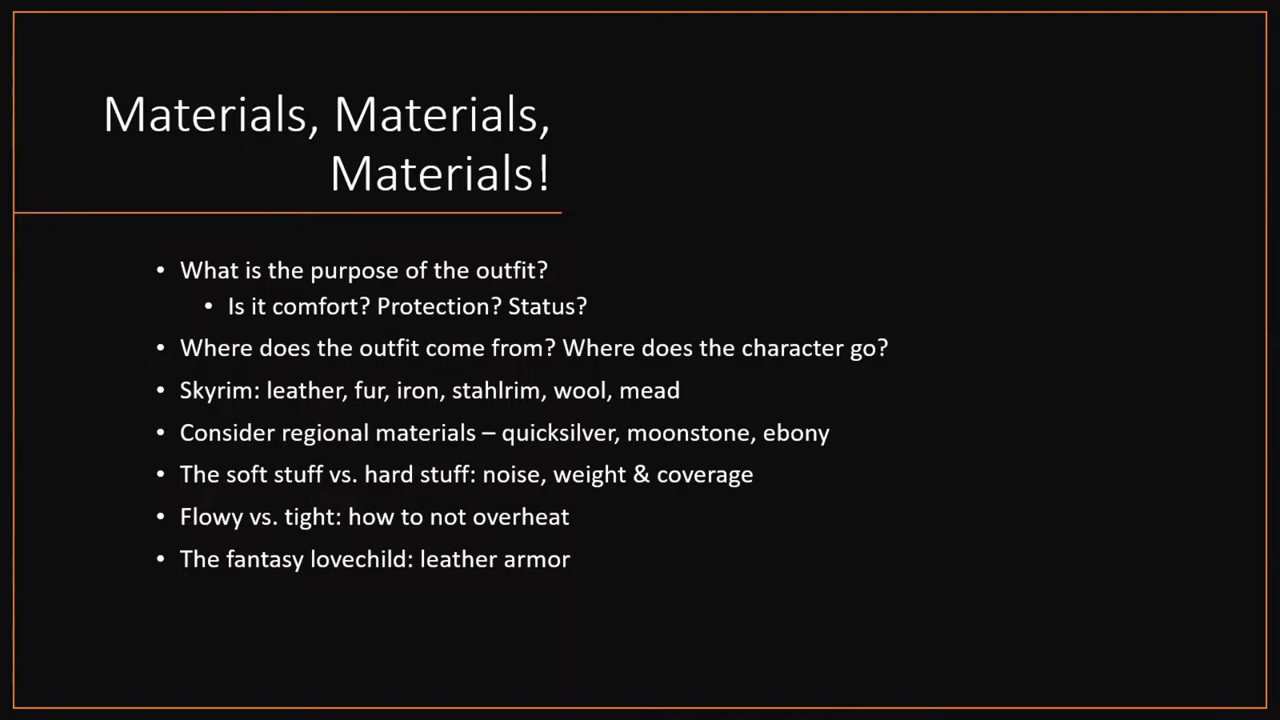 Materials, Materials,
Materials!
• What is the purpose of the outfit?
• Is it comfort? Protection? Status?
• Where does the outfit come from? Where does the character go?
• Skyrim: leather, fur, iron, stahlrim, wool, mead
• Consider regional materials – quicksilver, moonstone, ebony
• The soft stuff vs. hard stuff: noise, weight & coverage
• Flowy vs. tight: how to not overheat
• The fantasy lovechild: leather armor